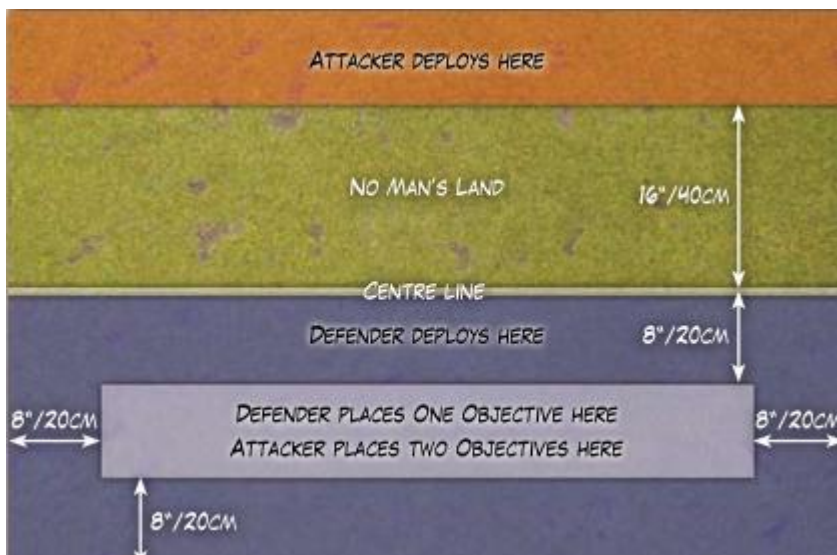 ATTACKER DEPLOYS HERE
NO MAN'S LAND
16"/40CM
CENTRE LINE
DEFENDER DEPLOYS HERE
8"/20CM
8"/20CM
DEFENDER PLACES ONE OBJECTIVE HERE
ATTACKER PLACES TWO OBJECTIVES HERE
8"/20CM
8"/20CM